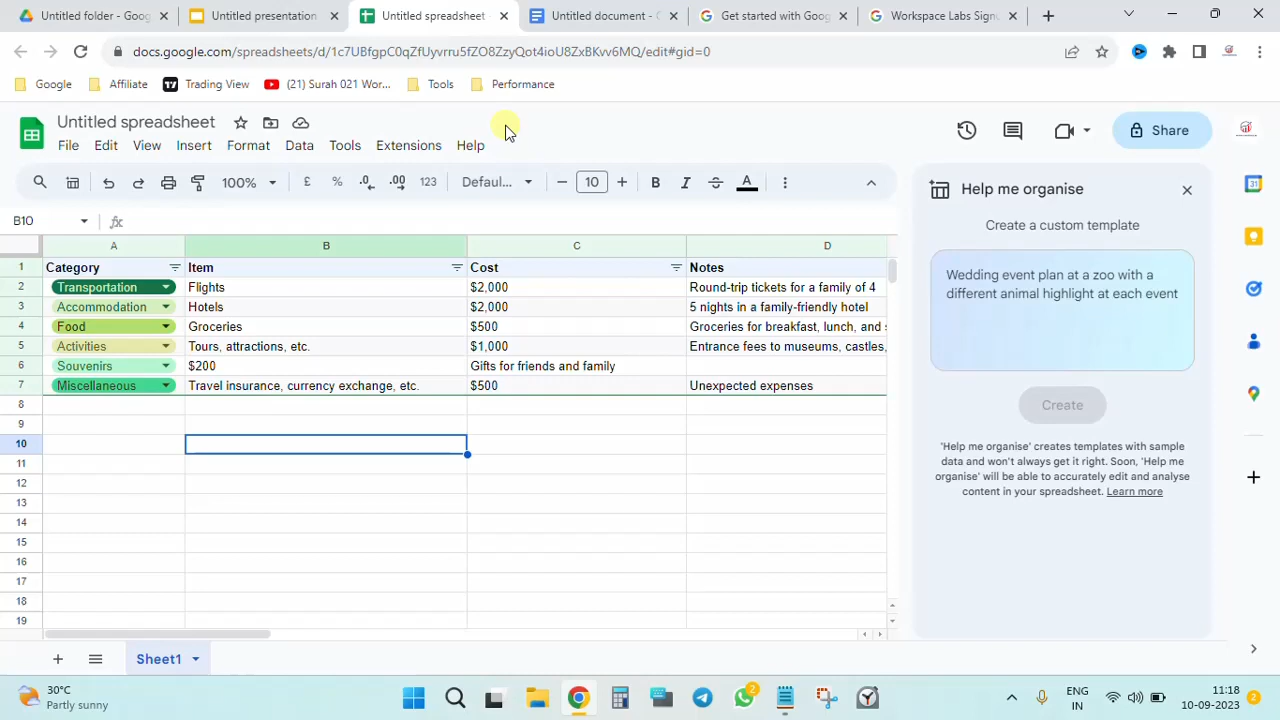 Untitled folder - Goog
Untitled presentation
Untitled spreadsheet -
Untitled document - G
Get started with Goog
Workspace Labs Signu
docs.google.com/spreadsheets/d/1c7UBfgpC0qZfUyvrru5fZO8ZzyQot4ioU8ZxBKvv6MQ/edit#gid=0
Google
Affiliate
Trading View
(21) Surah 021 Wor...
Tools
Performance
Untitled spreadsheet
File Edit View Insert Format Data Tools Extensions Help
Share
100% £ % .0 .00 123 Defaul... 10 B I S A
B10 fx
Help me organise
Create a custom template
Wedding event plan at a zoo with a
different animal highlight at each event
Create
'Help me organise' creates templates with sample
data and won't always get it right. Soon, 'Help me
organise' will be able to accurately edit and analyse
content in your spreadsheet. Learn more
A B C D
1 Category Item Cost Notes
2 Transportation Flights $2,000 Round-trip tickets for a family of 4
3 Accommodation Hotels $2,000 5 nights in a family-friendly hotel
4 Food Groceries $500 Groceries for breakfast, lunch, and s
5 Activities Tours, attractions, etc. $1,000 Entrance fees to museums, castles,
6 Souvenirs $200 Gifts for friends and family
7 Miscellaneous Travel insurance, currency exchange, etc. $500 Unexpected expenses
8
9
10
11
12
13
14
15
16
17
18
19
Sheet1
30°C
Partly sunny
2
ENG
IN
11:18
10-09-2023
2